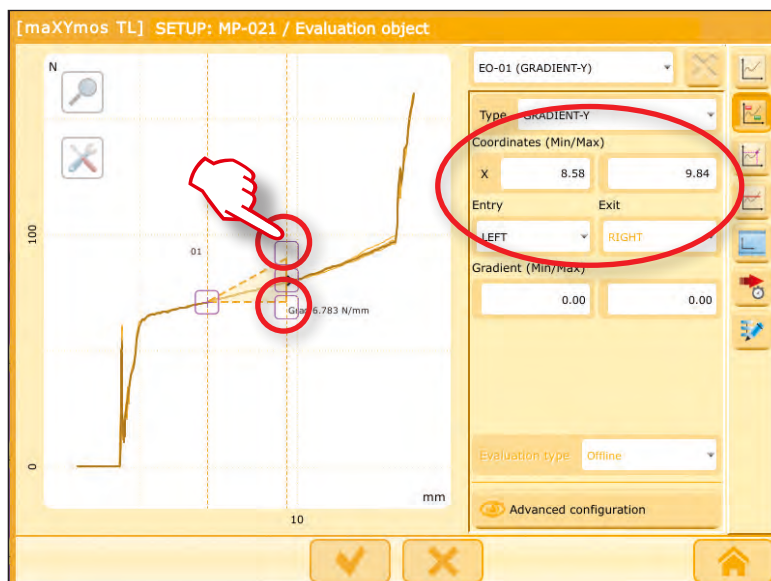 [maXYmos TL] SETUP: MP-021 / Evaluation object
N
100
0
01
Grad 6.783 N/mm
mm
10
EO-01 (GRADIENT-Y)
Type GRADIENT-Y
Coordinates (Min/Max)
X 8.58 9.84
Entry Exit
LEFT RIGHT
Gradient (Min/Max)
0.00 0.00
Evaluation type Offline
Advanced configuration